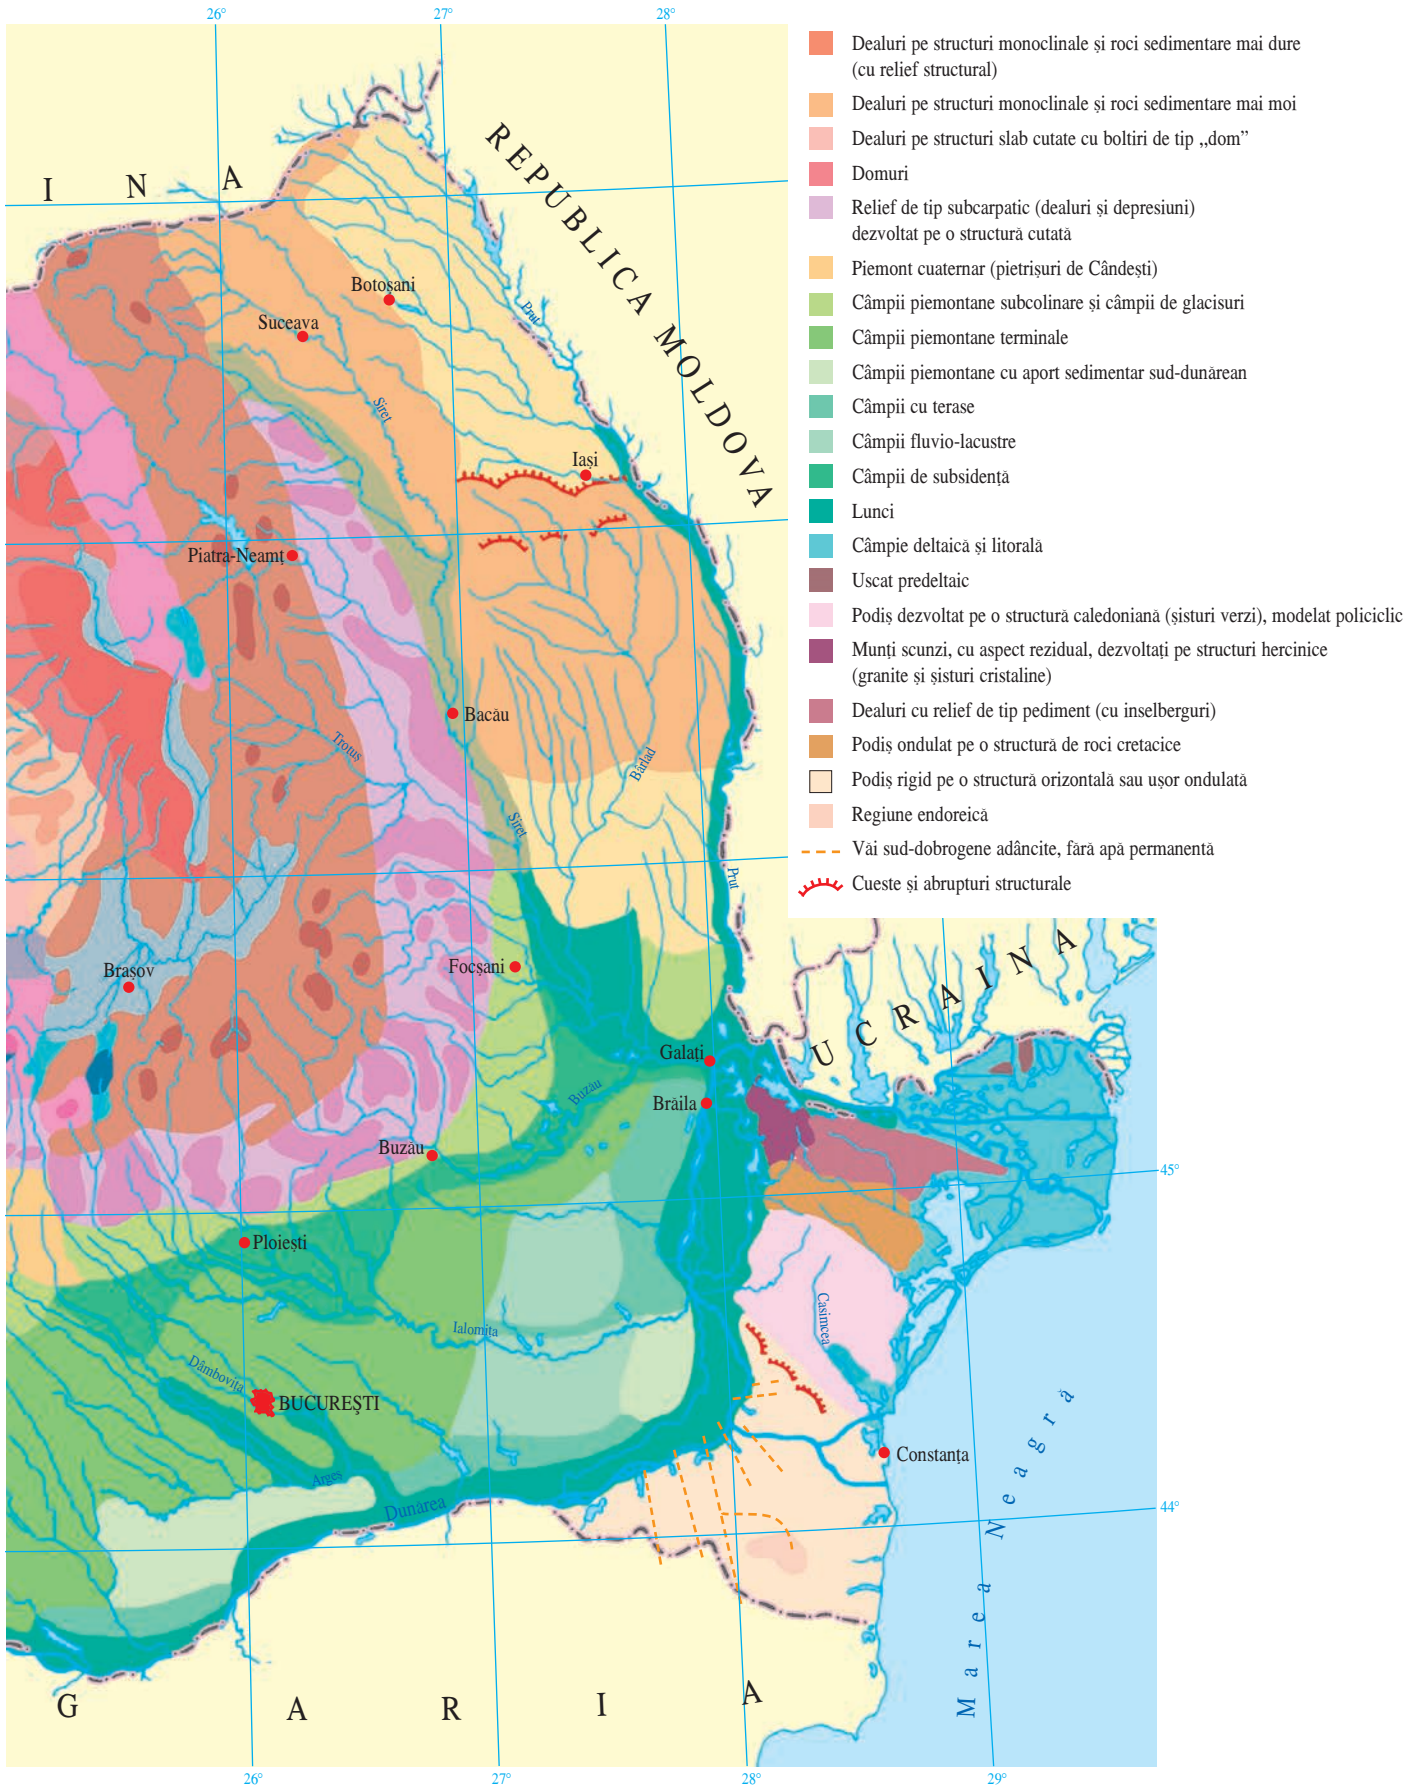 26°
27°
28°
I N A
REPUBLICA MOLDOVA
Botoșani
Suceava
Prut
Siret
Iași
Piatra-Neamț
Bacău
Trotuș
Bârlad
Siret
Prut
Brașov
Focșani
UCRAINA
Galați
Buzău
Brăila
Buzău
45°
Ploiești
Ialomița
Casimcea
Dâmbovița
BUCUREȘTI
Constanța
Argeș
Dunărea
44°
Marea Neagră
G A R I A
26°
27°
28°
29°
Dealuri pe structuri monoclinale și roci sedimentare mai dure
(cu relief structural)
Dealuri pe structuri monoclinale și roci sedimentare mai moi
Dealuri pe structuri slab cutate cu boltiri de tip „dom”
Domuri
Relief de tip subcarpatic (dealuri și depresiuni)
dezvoltat pe o structură cutată
Piemont cuaternar (pietrișuri de Cândești)
Câmpii piemontane subcolinare și câmpii de glacisuri
Câmpii piemontane terminale
Câmpii piemontane cu aport sedimentar sud-dunărean
Câmpii cu terase
Câmpii fluvio-lacustre
Câmpii de subsidență
Lunci
Câmpie deltaică și litorală
Uscat predeltaic
Podiș dezvoltat pe o structură caledoniană (șisturi verzi), modelat policiclic
Munți scunzi, cu aspect rezidual, dezvoltați pe structuri hercinice
(granite și șisturi cristaline)
Dealuri cu relief de tip pediment (cu inselberguri)
Podiș ondulat pe o structură de roci cretacice
Podiș rigid pe o structură orizontală sau ușor ondulată
Regiune endoreică
Văi sud-dobrogene adâncite, fără apă permanentă
Cueste și abrupturi structurale